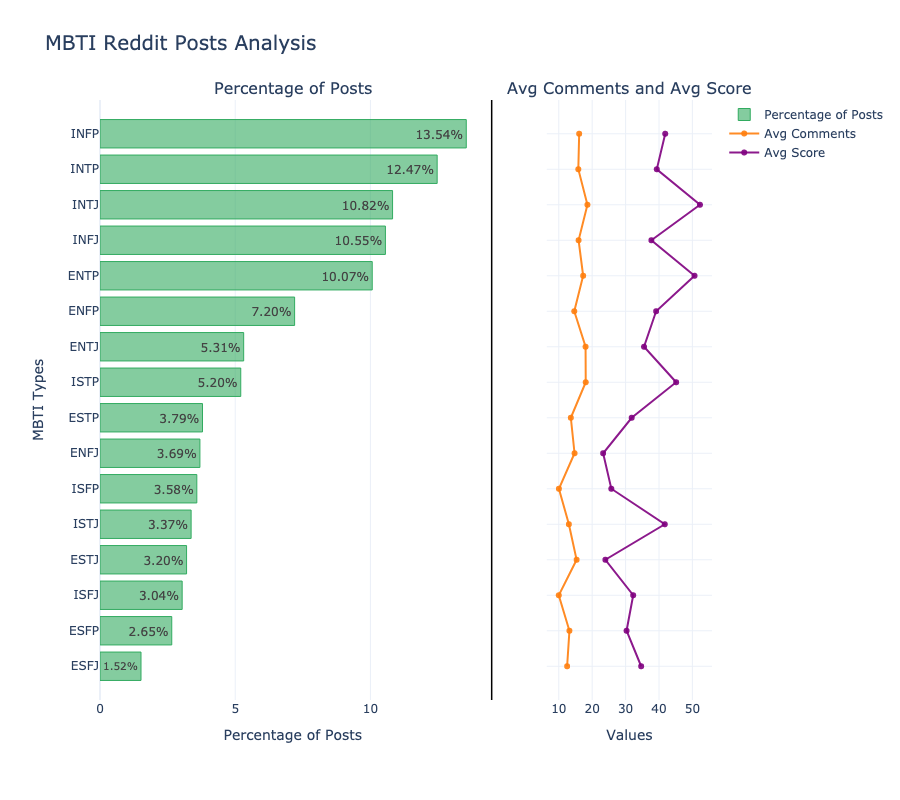 MBTI Reddit Posts Analysis
Percentage of Posts
Avg Comments and Avg Score
Percentage of Posts
Avg Comments
Avg Score
MBTI Types
INFP 13.54%
INTP 12.47%
INTJ 10.82%
INFJ 10.55%
ENTP 10.07%
ENFP 7.20%
ENTJ 5.31%
ISTP 5.20%
ESTP 3.79%
ENFJ 3.69%
ISFP 3.58%
ISTJ 3.37%
ESTJ 3.20%
ISFJ 3.04%
ESFP 2.65%
ESFJ 1.52%
0 5 10
10 20 30 40 50
Percentage of Posts
Values